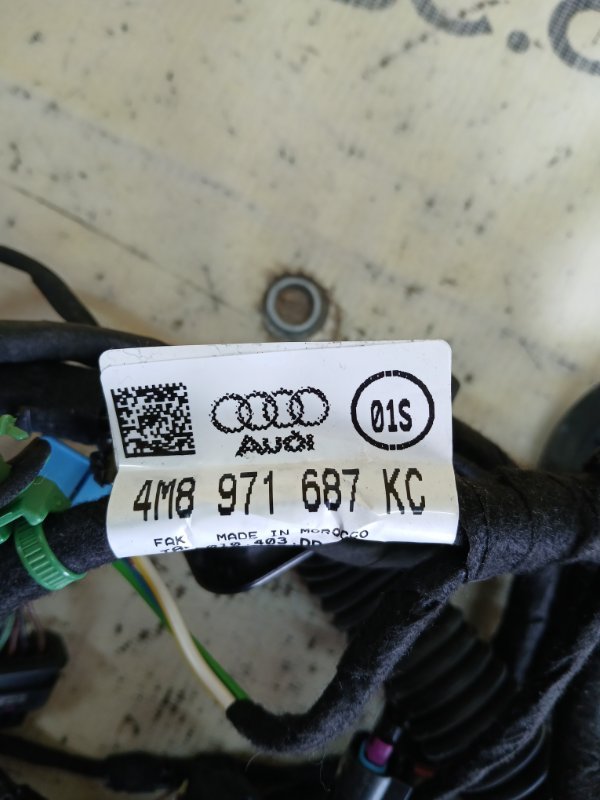 AUDI
01S
4M8 971 687 KC
FAK MADE IN MOROCCO